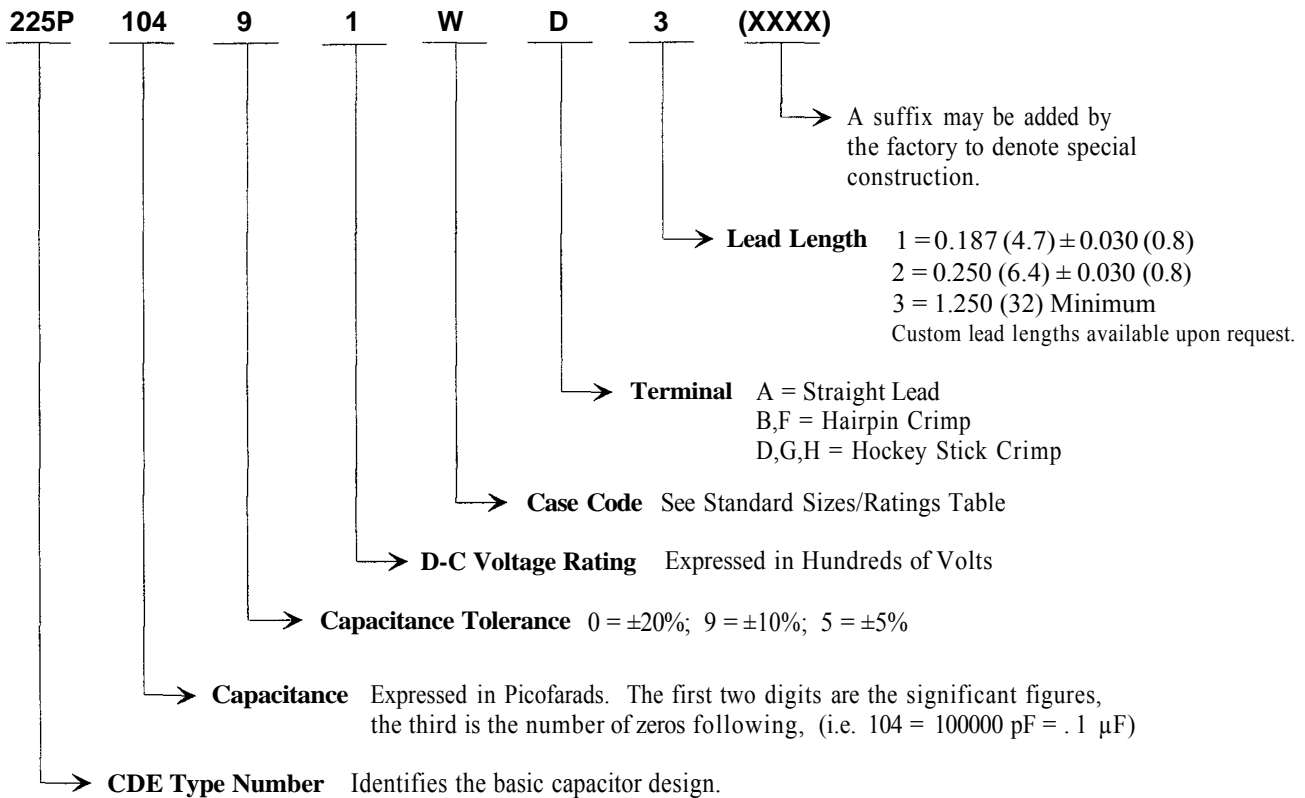 225P 104 9 1 W D 3 (XXXX)
A suffix may be added by
the factory to denote special
construction.
Lead Length 1 = 0.187 (4.7) ± 0.030 (0.8)
2 = 0.250 (6.4) ± 0.030 (0.8)
3 = 1.250 (32) Minimum
Custom lead lengths available upon request.
Terminal A = Straight Lead
B,F = Hairpin Crimp
D,G,H = Hockey Stick Crimp
Case Code See Standard Sizes/Ratings Table
D-C Voltage Rating Expressed in Hundreds of Volts
Capacitance Tolerance 0 = ±20%; 9 = ±10%; 5 = ±5%
Capacitance Expressed in Picofarads. The first two digits are the significant figures,
the third is the number of zeros following, (i.e. 104 = 100000 pF = . 1 µF)
CDE Type Number Identifies the basic capacitor design.